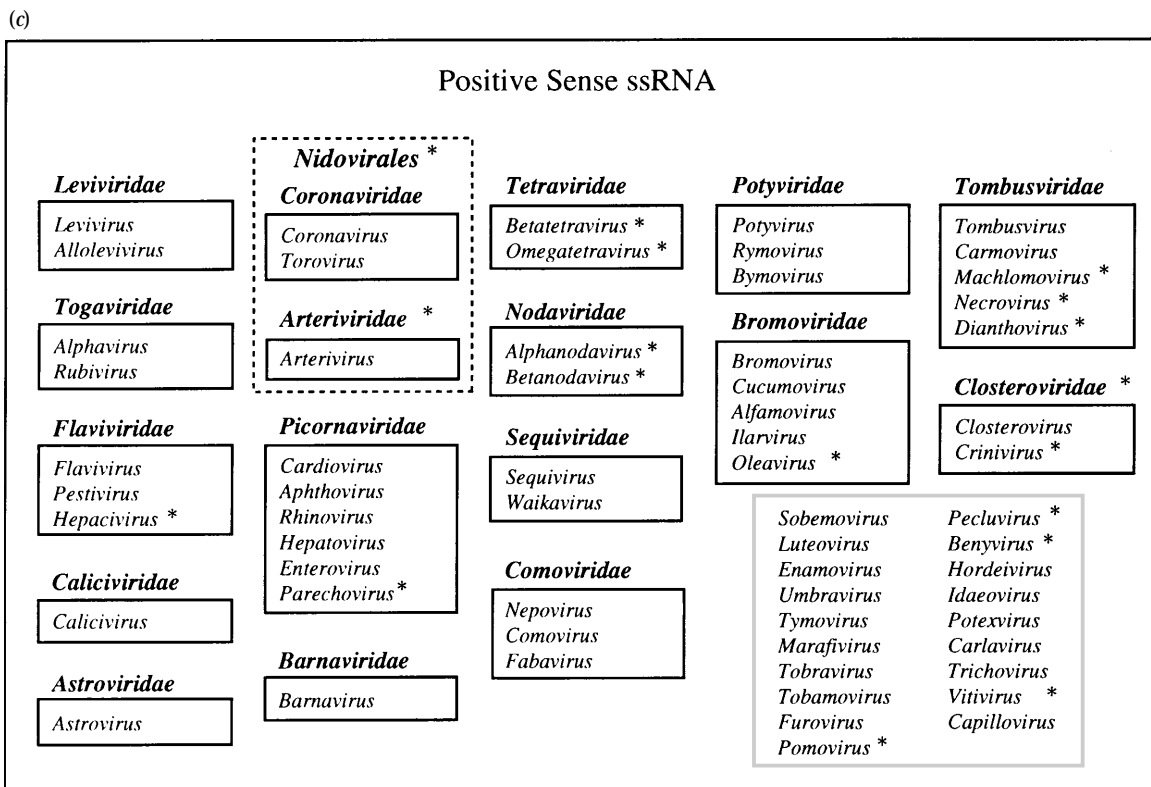 (c)
Positive Sense ssRNA
Leviviridae
Levivirus
Allolevivirus
Togaviridae
Alphavirus
Rubivirus
Flaviviridae
Flavivirus
Pestivirus
Hepacivirus *
Caliciviridae
Calicivirus
Astroviridae
Astrovirus
Nidovirales *
Coronaviridae
Coronavirus
Torovirus
Arteriviridae *
Arterivirus
Picornaviridae
Cardiovirus
Aphthovirus
Rhinovirus
Hepatovirus
Enterovirus
Parechovirus *
Barnaviridae
Barnavirus
Tetraviridae
Betatetravirus *
Omegatetravirus *
Nodaviridae
Alphanodavirus *
Betanodavirus *
Sequiviridae
Sequivirus
Waikavirus
Comoviridae
Nepovirus
Comovirus
Fabavirus
Potyviridae
Potyvirus
Rymovirus
Bymovirus
Bromoviridae
Bromovirus
Cucumovirus
Alfamovirus
Ilarvirus
Oleavirus *
Tombusviridae
Tombusvirus
Carmovirus
Machlomovirus *
Necrovirus *
Dianthovirus *
Closteroviridae *
Closterovirus
Crinivirus *
Sobemovirus
Luteovirus
Enamovirus
Umbravirus
Tymovirus
Marafivirus
Tobravirus
Tobamovirus
Furovirus
Pomovirus *
Pecluvirus *
Benyvirus *
Hordeivirus
Idaeovirus
Potexvirus
Carlavirus
Trichovirus
Vitivirus *
Capillovirus